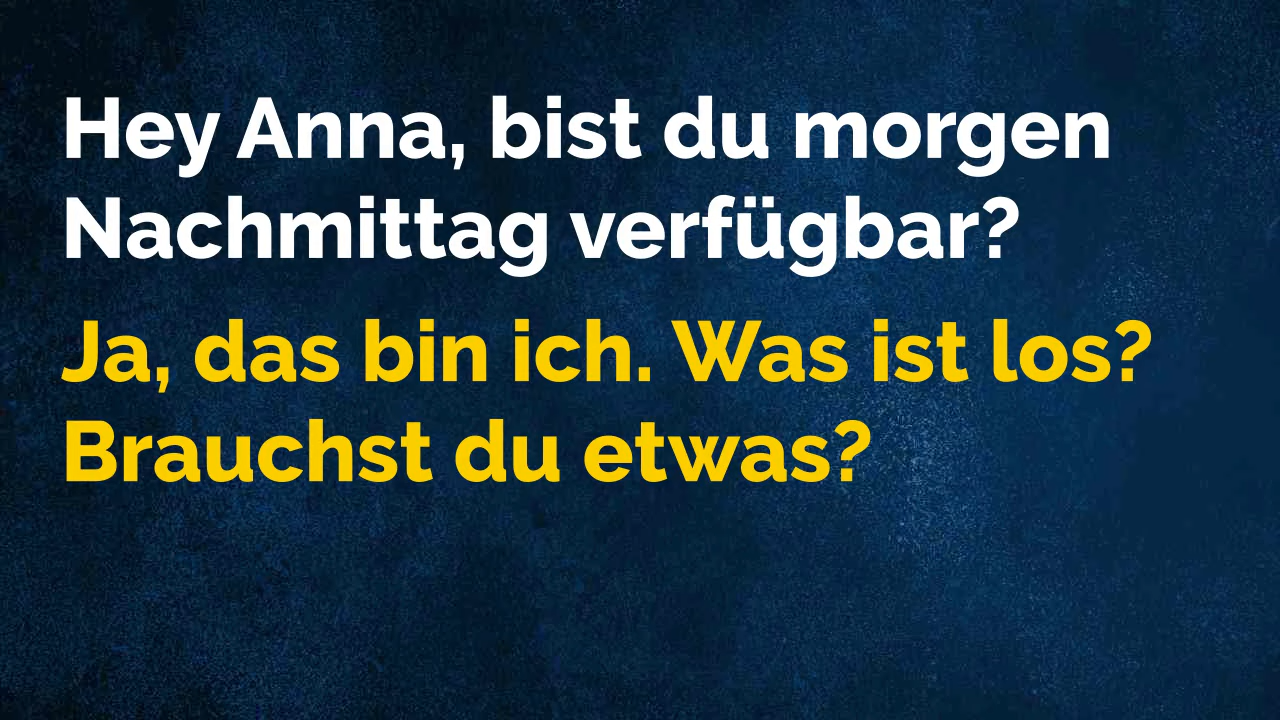 Hey Anna, bist du morgen
Nachmittag verfügbar?
Ja, das bin ich. Was ist los?
Brauchst du etwas?